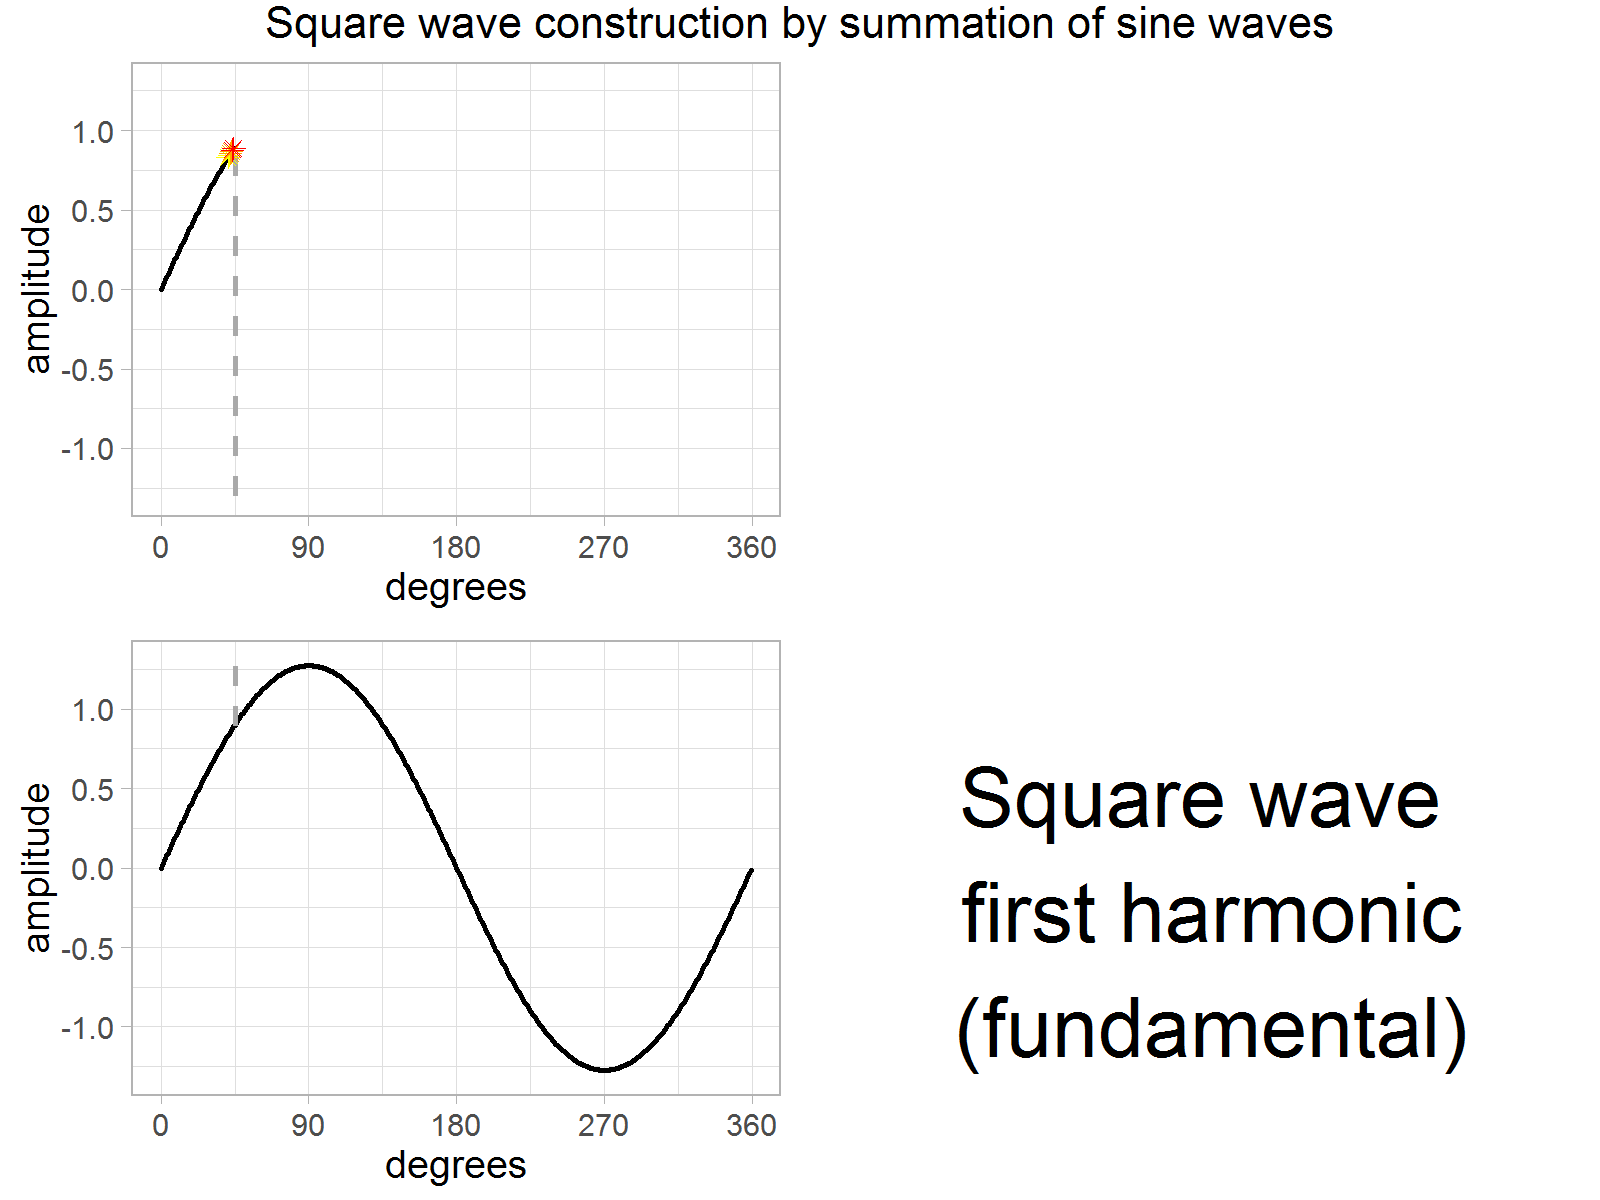 Square wave construction by summation of sine waves
1.0
0.5
0.0
-0.5
-1.0
amplitude
0 90 180 270 360
degrees
1.0
0.5
0.0
-0.5
-1.0
amplitude
0 90 180 270 360
degrees
Square wave
first harmonic
(fundamental)